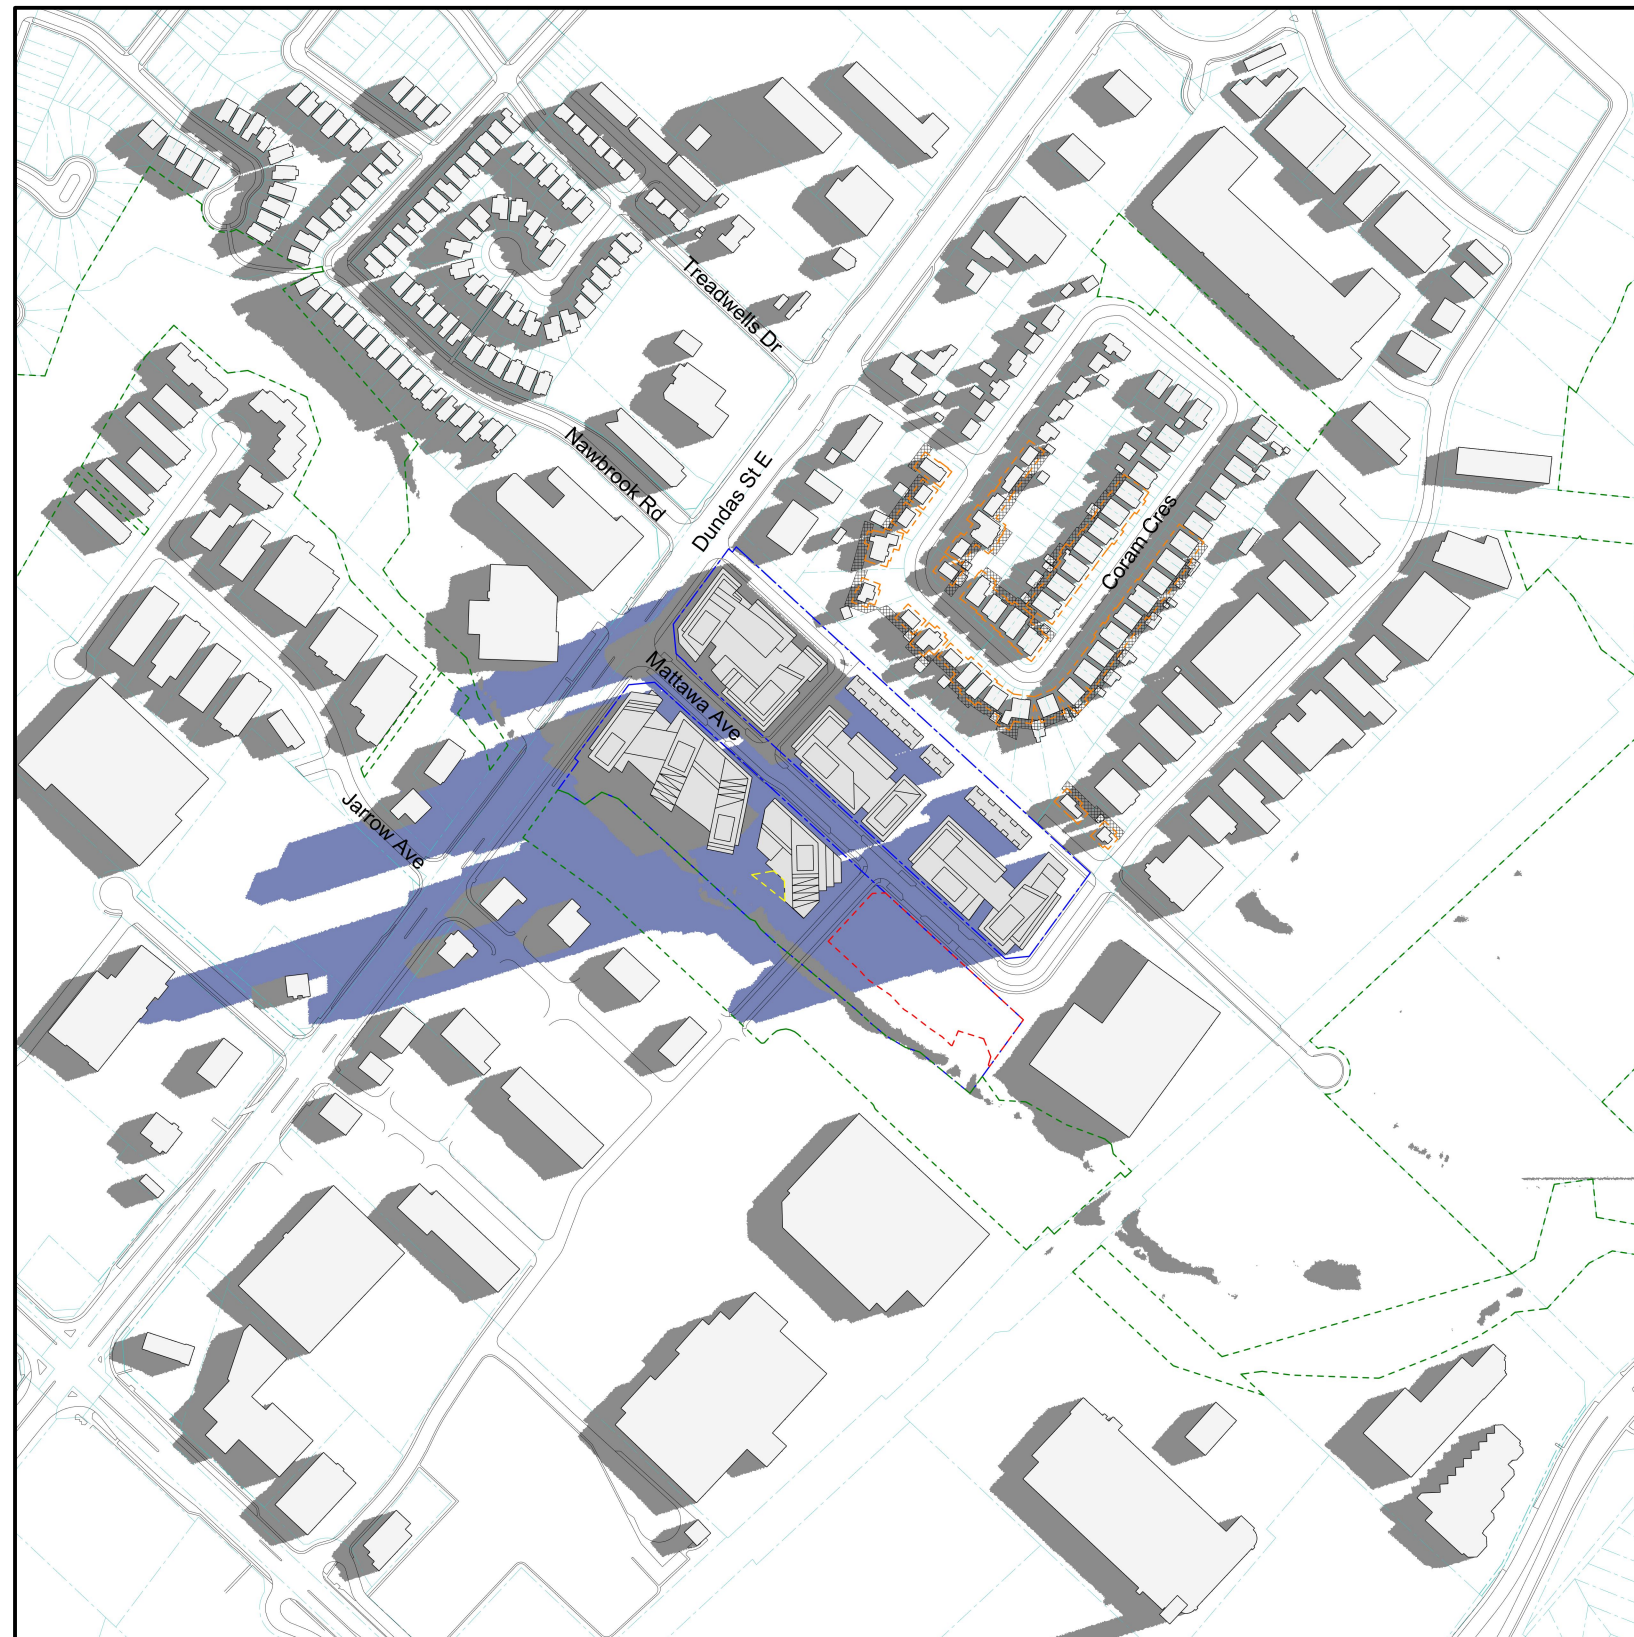 Treadwells Dr
Nawbrook Rd
Dundas St E
Coram Cres
Mattawa Ave
Jarrow Ave